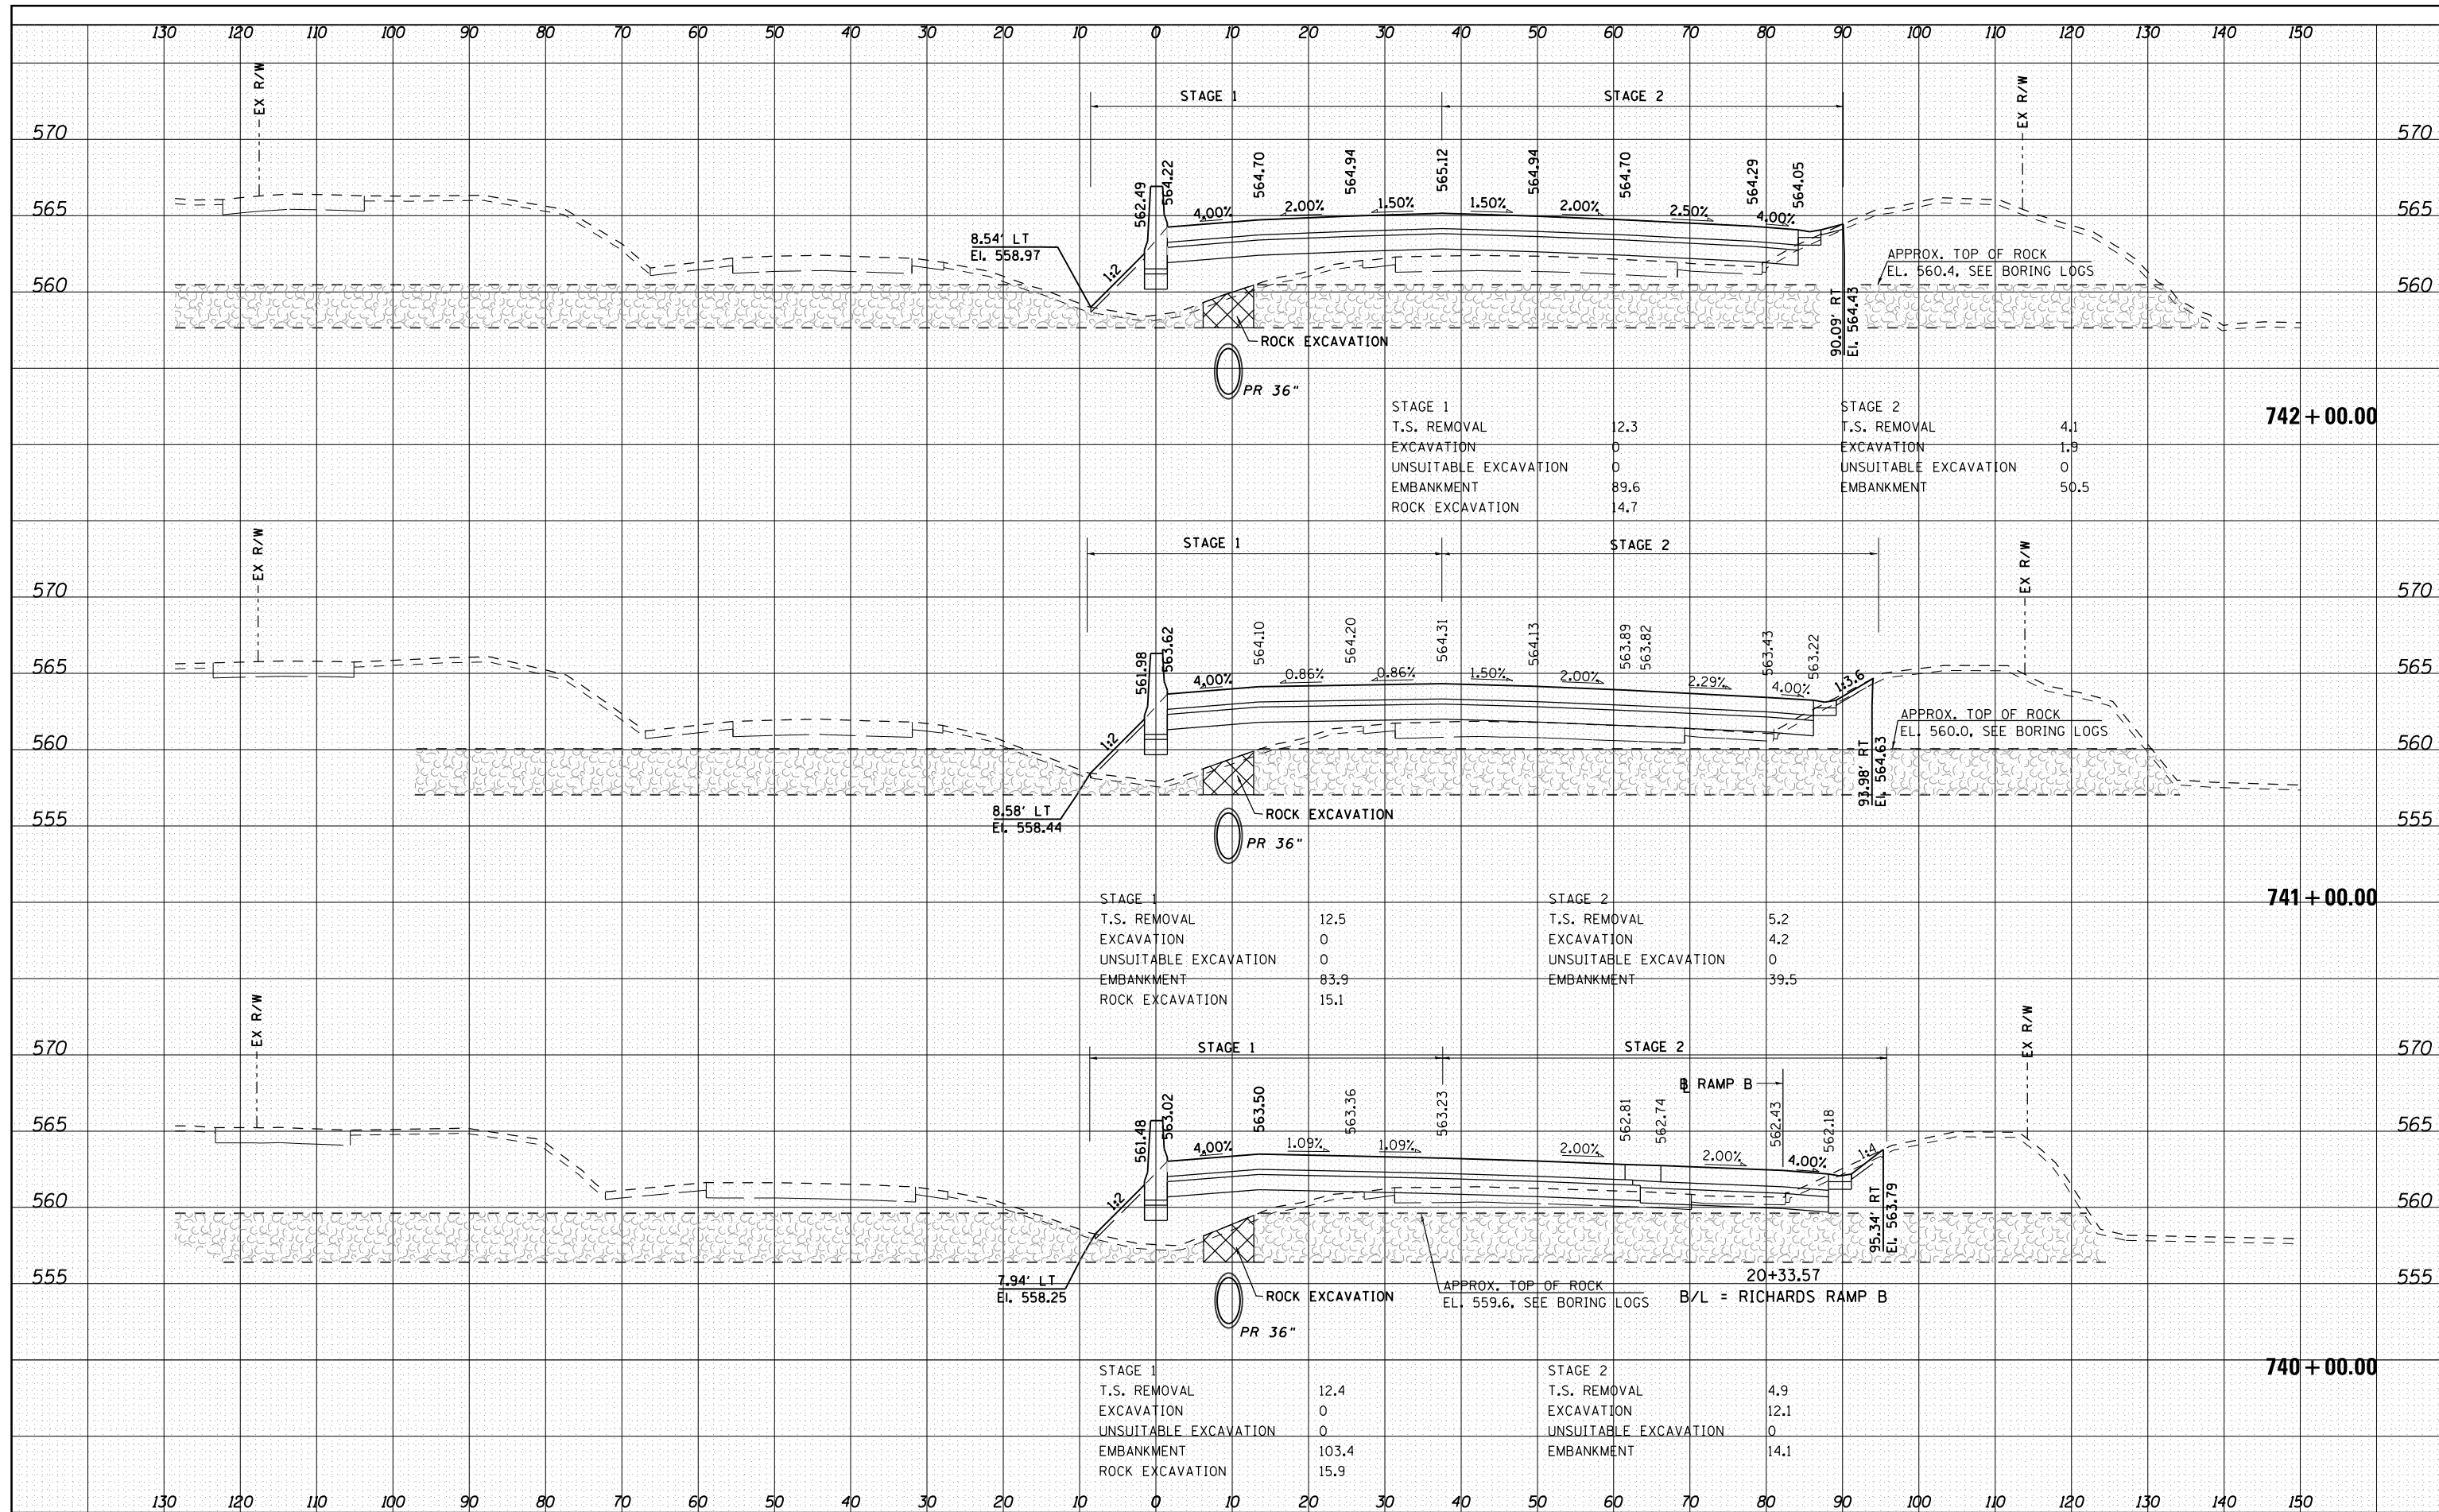 130 120 110 100 90 80 70 60 50 40 30 20 10 0 10 20 30 40 50 60 70 80 90 100 110 120 130 140 150
EX R/W
EX R/W
STAGE 1
STAGE 2
570
570
562.49
564.22
564.70
564.94
565.12
564.94
564.70
564.29
564.05
565
565
4.00%
2.00%
1.50%
1.50%
2.00%
2.50%
4.00%
8.54' LT
El. 558.97
1:2
APPROX. TOP OF ROCK
EL. 560.4, SEE BORING LOGS
560
560
90.09' RT
El. 564.43
ROCK EXCAVATION
PR 36"
742+00.00
STAGE 1
T.S. REMOVAL 12.3
EXCAVATION 0
UNSUITABLE EXCAVATION 0
EMBANKMENT 89.6
ROCK EXCAVATION 14.7
STAGE 2
T.S. REMOVAL 4.1
EXCAVATION 1.9
UNSUITABLE EXCAVATION 0
EMBANKMENT 50.5
EX R/W
EX R/W
STAGE 1
STAGE 2
570
570
561.98
563.62
564.10
564.20
564.31
564.13
563.89
563.82
563.43
563.22
565
565
4.00%
0.86%
0.86%
1.50%
2.00%
2.29%
4.00%
1:3.6
1:2
APPROX. TOP OF ROCK
EL. 560.0, SEE BORING LOGS
560
560
93.98' RT
El. 564.63
8.58' LT
El. 558.44
ROCK EXCAVATION
PR 36"
555
555
741+00.00
STAGE 1
T.S. REMOVAL 12.5
EXCAVATION 0
UNSUITABLE EXCAVATION 0
EMBANKMENT 83.9
ROCK EXCAVATION 15.1
STAGE 2
T.S. REMOVAL 5.2
EXCAVATION 4.2
UNSUITABLE EXCAVATION 0
EMBANKMENT 39.5
EX R/W
EX R/W
STAGE 1
STAGE 2
570
570
BL RAMP B
561.48
563.02
563.50
563.36
563.23
562.81
562.74
562.43
562.18
565
565
4.00%
1.09%
1.09%
2.00%
2.00%
4.00%
1:4
1:2
560
560
95.34' RT
El. 563.79
7.94' LT
El. 558.25
ROCK EXCAVATION
PR 36"
APPROX. TOP OF ROCK
EL. 559.6, SEE BORING LOGS
20+33.57
B/L = RICHARDS RAMP B
555
555
740+00.00
STAGE 1
T.S. REMOVAL 12.4
EXCAVATION 0
UNSUITABLE EXCAVATION 0
EMBANKMENT 103.4
ROCK EXCAVATION 15.9
STAGE 2
T.S. REMOVAL 4.9
EXCAVATION 12.1
UNSUITABLE EXCAVATION 0
EMBANKMENT 14.1
130 120 110 100 90 80 70 60 50 40 30 20 10 0 10 20 30 40 50 60 70 80 90 100 110 120 130 140 150